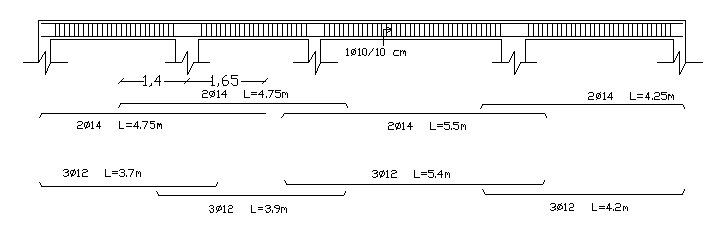 1Ø10/10 cm
1,4 1,65
2Ø14 L=4.75m
2Ø14 L=4.25m
2Ø14 L=4.75m
2Ø14 L=5.5m
3Ø12 L=3.7m
3Ø12 L=5.4m
3Ø12 L=3.9m
3Ø12 L=4.2m